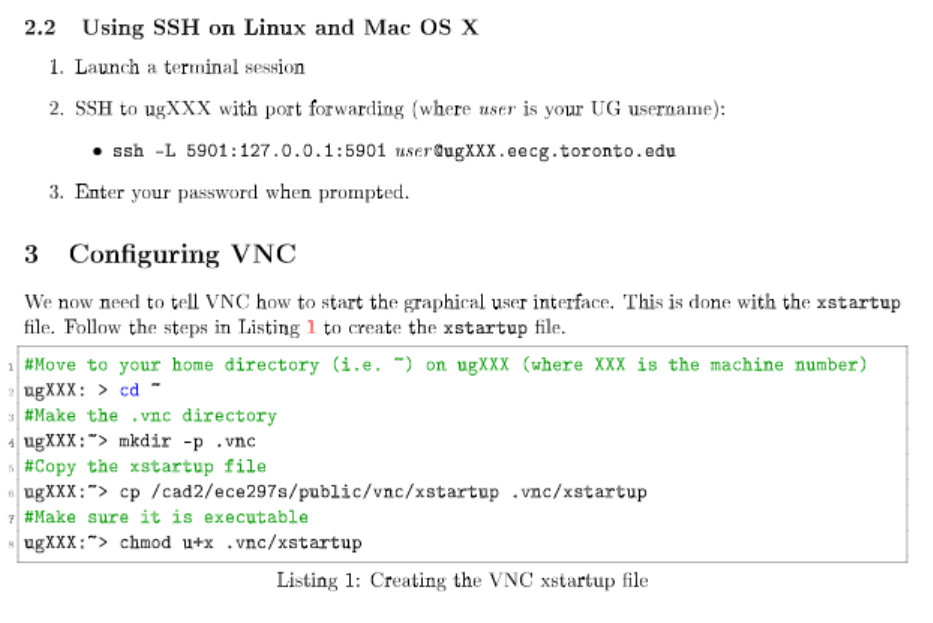 2.2 Using SSH on Linux and Mac OS X
1. Launch a terminal session
2. SSH to ugXXX with port forwarding (where user is your UG username):
• ssh -L 5901:127.0.0.1:5901 user@ugXXX.eecg.toronto.edu
3. Enter your password when prompted.
3 Configuring VNC
We now need to tell VNC how to start the graphical user interface. This is done with the xstartup
file. Follow the steps in Listing 1 to create the xstartup file.
1 #Move to your home directory (i.e. ~) on ugXXX (where XXX is the machine number)
2 ugXXX: > cd ~
3 #Make the .vnc directory
4 ugXXX:~> mkdir -p .vnc
5 #Copy the xstartup file
6 ugXXX:~> cp /cad2/ece297s/public/vnc/xstartup .vnc/xstartup
7 #Make sure it is executable
8 ugXXX:~> chmod u+x .vnc/xstartup
Listing 1: Creating the VNC xstartup file